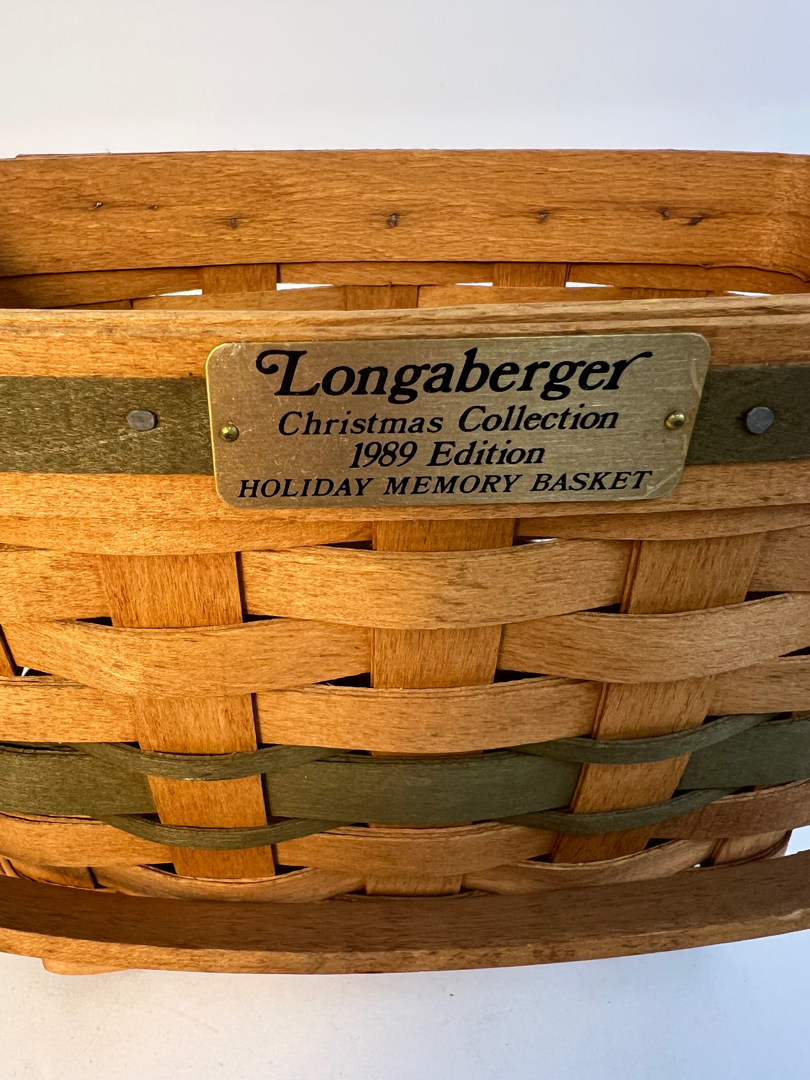 Longaberger
Christmas Collection
1989 Edition
HOLIDAY MEMORY BASKET